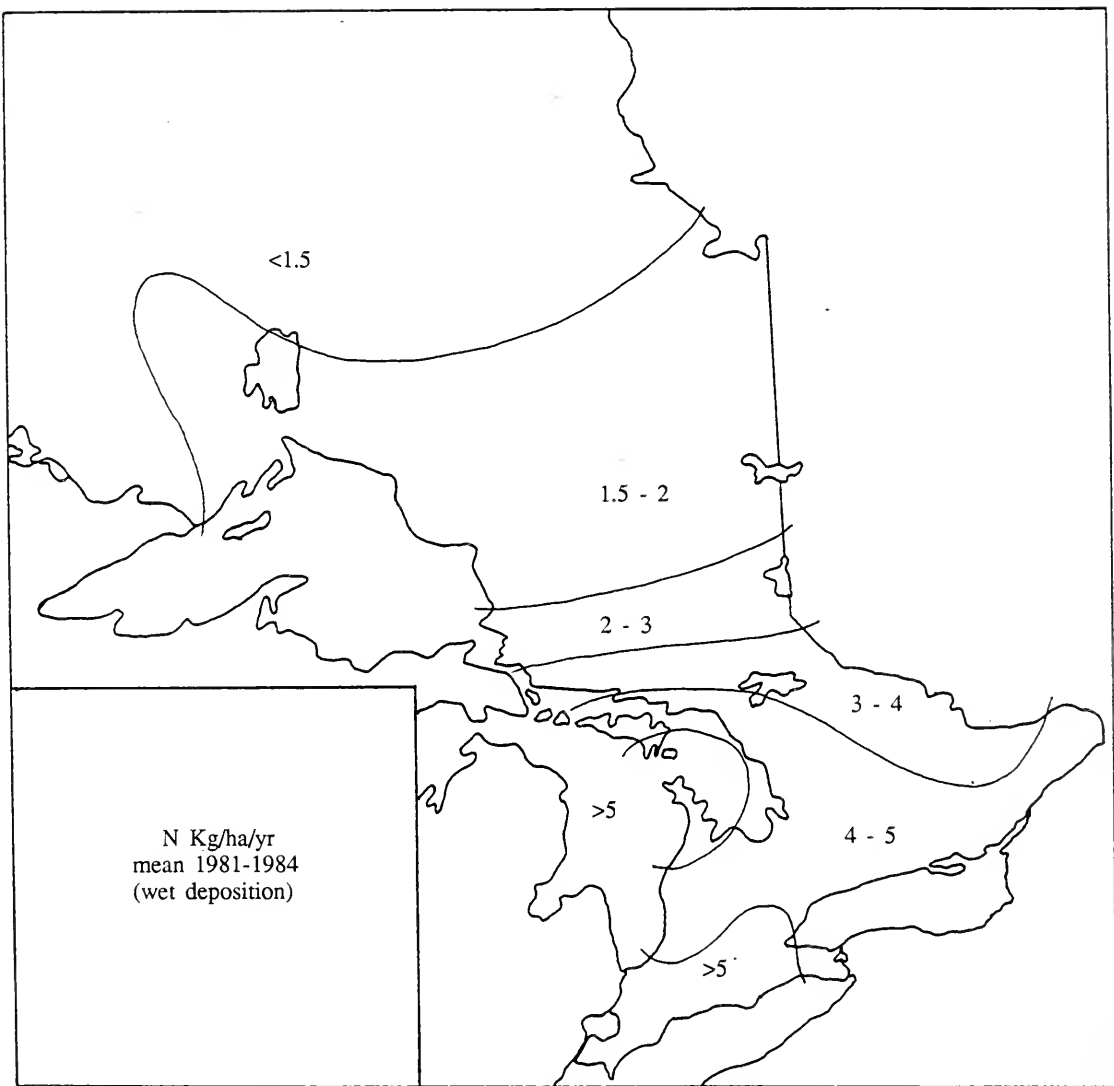 <1.5
1.5 - 2
2 - 3
3 - 4
>5
4 - 5
N Kg/ha/yr
mean 1981-1984
(wet deposition)
>5